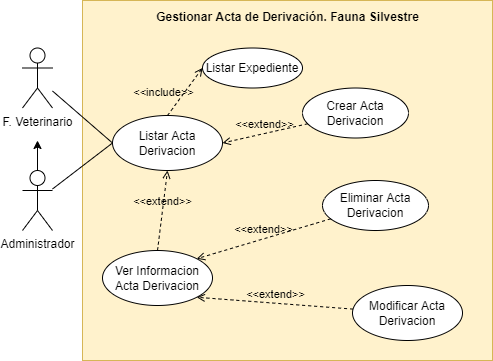 Gestionar Acta de Derivación. Fauna Silvestre
Listar Expediente
<<include>>
F. Veterinario
Listar Acta
Derivacion
<<extend>>
Crear Acta
Derivación
Administrador
<<extend>>
Eliminar Acta
Derivacion
<<extend>>
Ver Informacion
Acta Derivacion
<<extend>>
Modificar Acta
Derivacion